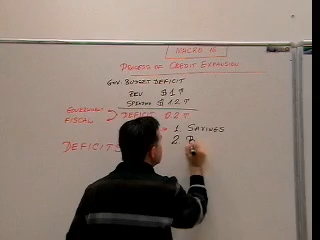 MACRO 16
PROCESS OF CREDIT EXPANSION
GOV. BUDGET DEFICIT
REV $ 1 ↑
SPENDING $ 1.2 ↑
GOVERNMENT FISCAL
DEFICIT 0.2 ↑
DEFICITS
1. SAVINGS
2. B